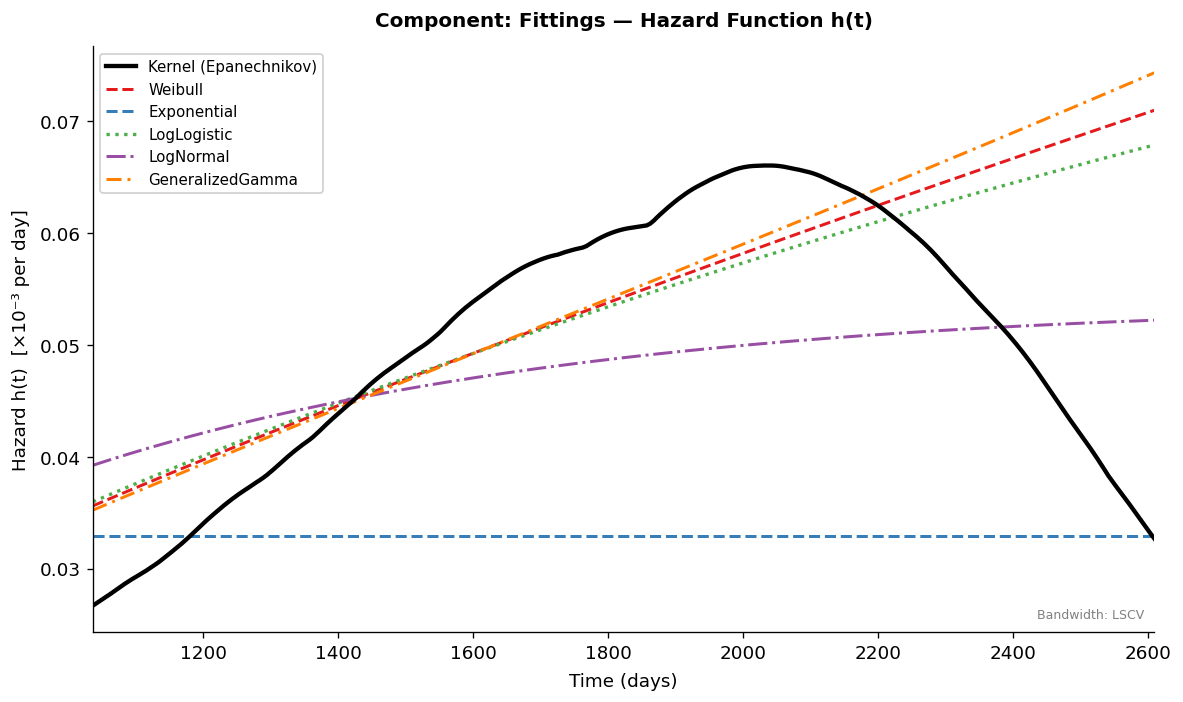 Component: Fittings — Hazard Function h(t)
Kernel (Epanechnikov)
Weibull
Exponential
LogLogistic
LogNormal
GeneralizedGamma
Hazard h(t) [×10⁻³ per day]
0.07
0.06
0.05
0.04
0.03
Bandwidth: LSCV
1200 1400 1600 1800 2000 2200 2400 2600
Time (days)